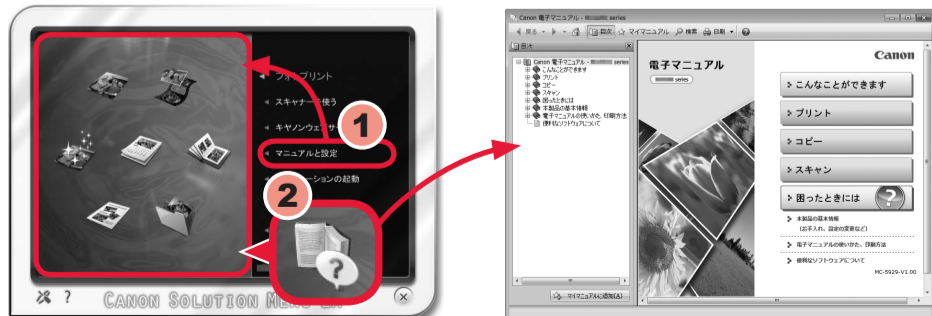 フォトプリント
スキャナーを使う
キヤノンウェブサー
1
マニュアルと設定
ーションの起動
2
?
?
CANON SOLUTION MENU EX
Canon 電子マニュアル - series
戻る
目次
マイマニュアル
検索
印刷
目次
Canon 電子マニュアル - series
こんなことができます
プリント
コピー
スキャン
困ったときには
本製品の基本情報
電子マニュアルの使いかた、印刷方法
便利なソフトウェアについて
マイマニュアルに追加(A)
電子マニュアル
series
Canon
こんなことができます
プリント
コピー
スキャン
困ったときには ?
本製品の基本情報
(お手入れ、設定の変更など)
電子マニュアルの使いかた、印刷方法
便利なソフトウェアについて
MC-5929-V1.00